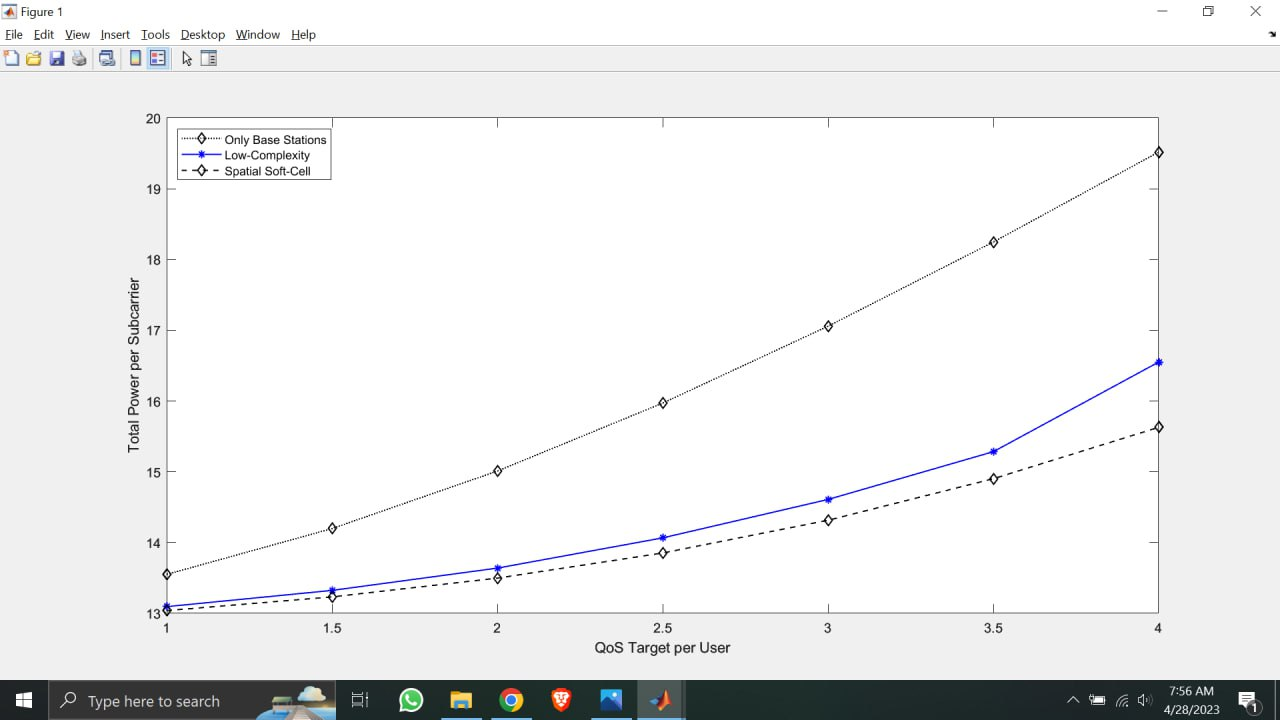 Figure 1
File Edit View Insert Tools Desktop Window Help
20
19
18
17
16
15
14
13
Only Base Stations
Low-Complexity
Spatial Soft-Cell
Total Power per Subcarrier
1 1.5 2 2.5 3 3.5 4
QoS Target per User
Type here to search
7:56 AM
4/28/2023
1